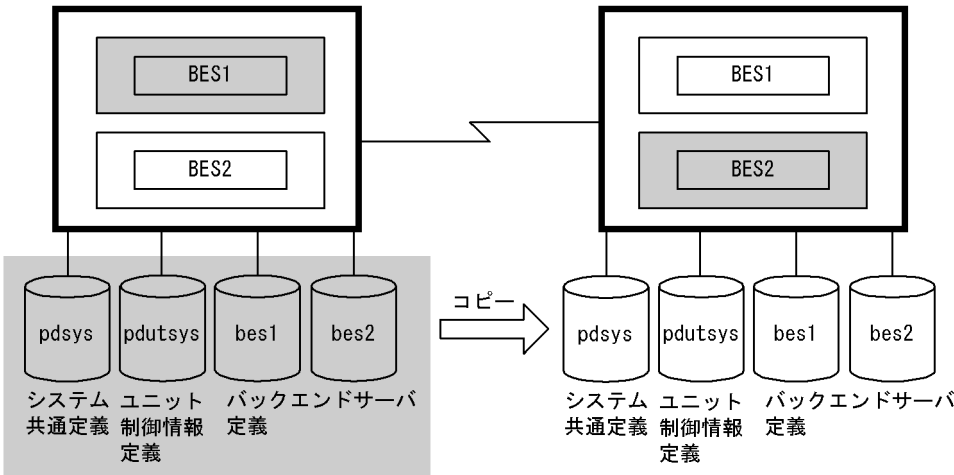 BES1
BES2
BES1
BES2
pdsys
pdutsys
bes1
bes2
システム
共通定義
ユニット
制御情報
定義
バックエンドサーバ
定義
コピー
pdsys
pdutsys
bes1
bes2
システム
共通定義
ユニット
制御情報
定義
バックエンドサーバ
定義